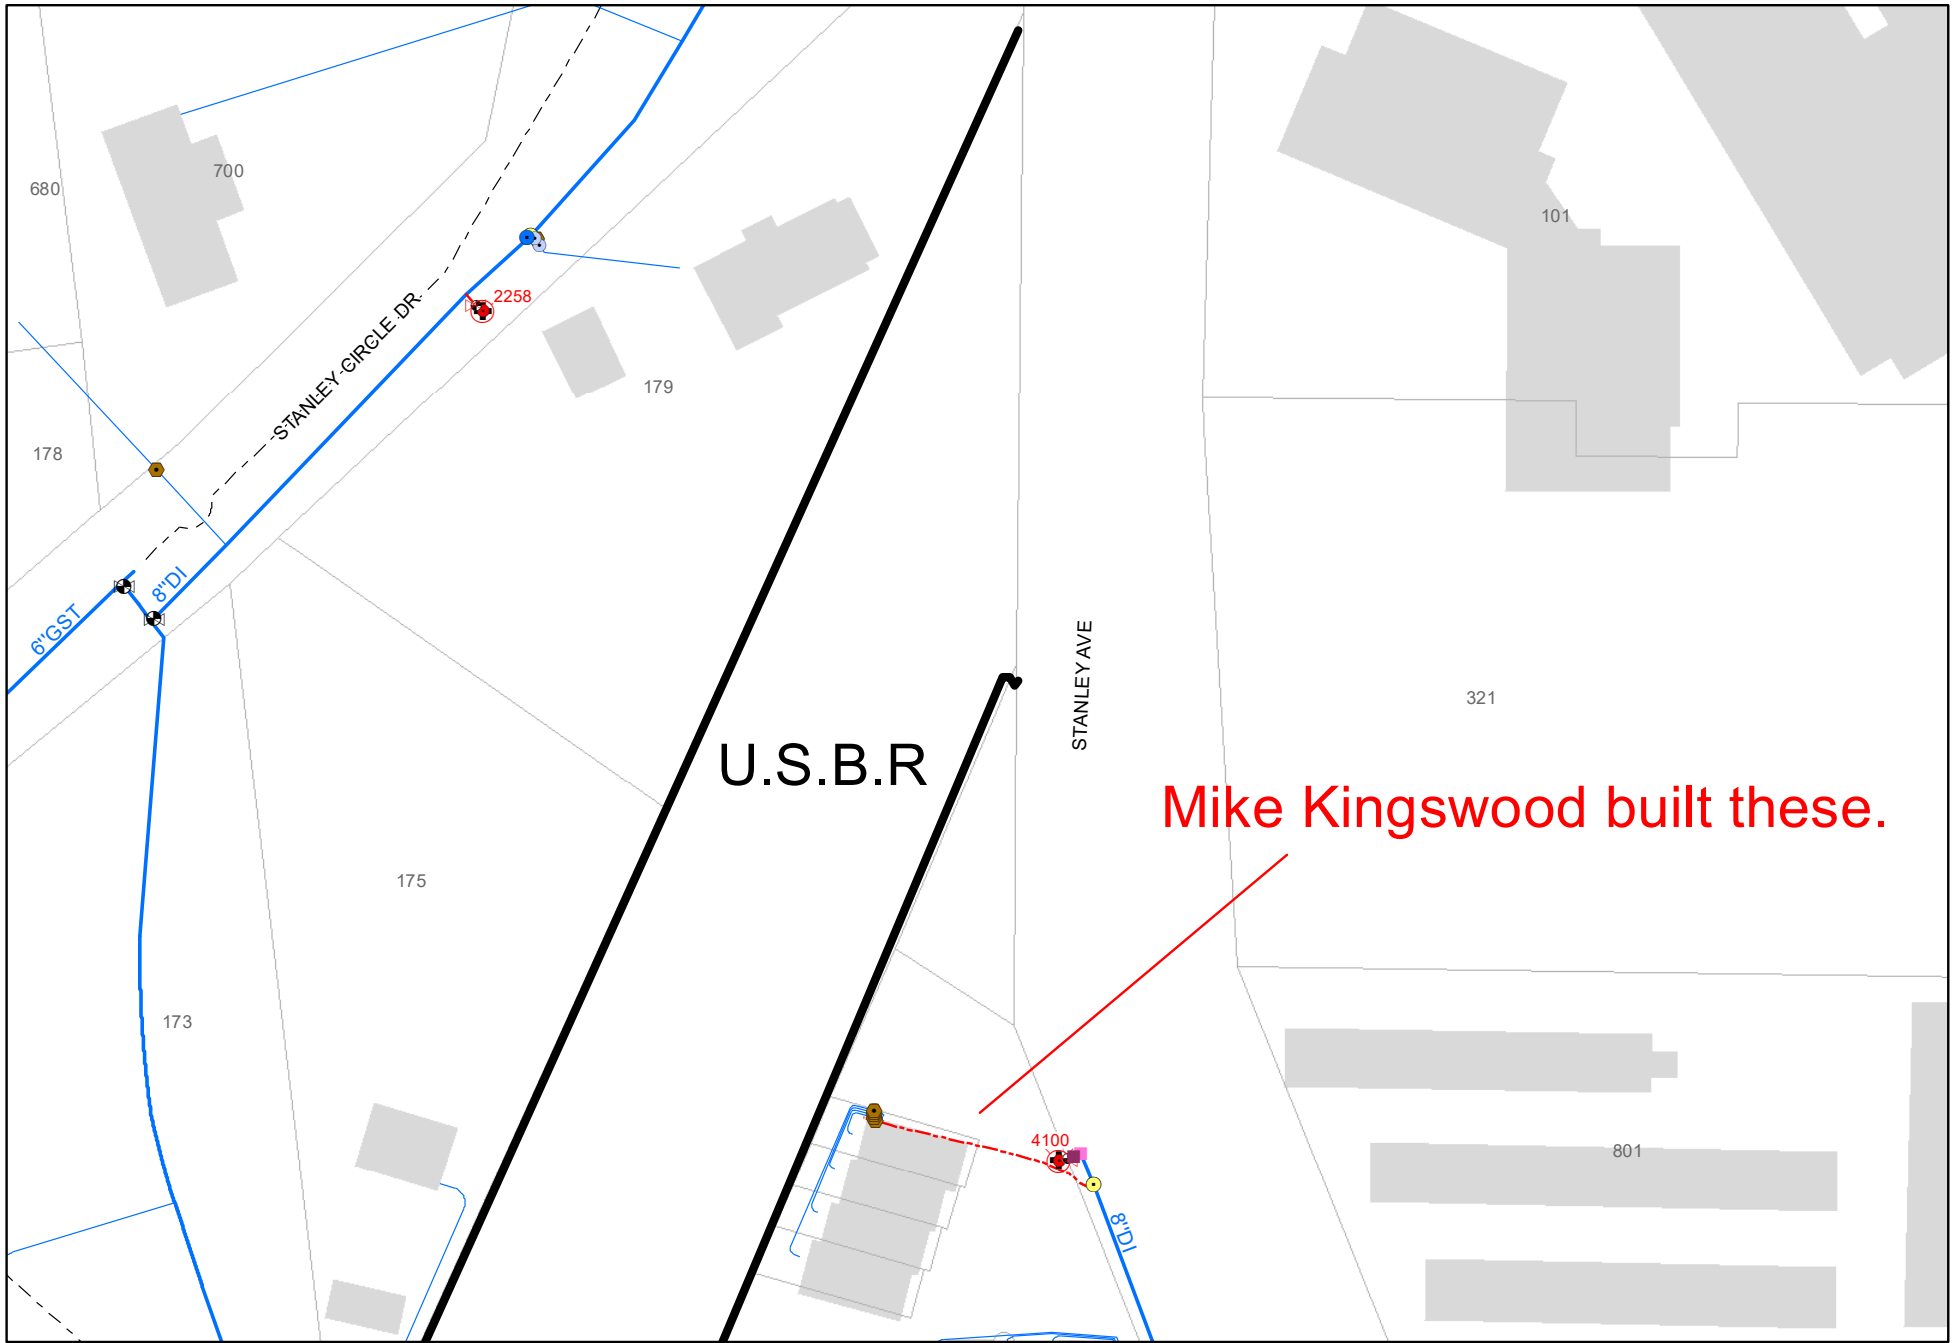 700
680
101
2258
STANLEY CIRCLE DR
179
178
8"DI
6"GST
STANLEY AVE
321
U.S.B.R
Mike Kingswood built these.
175
173
4100
801
8"DI